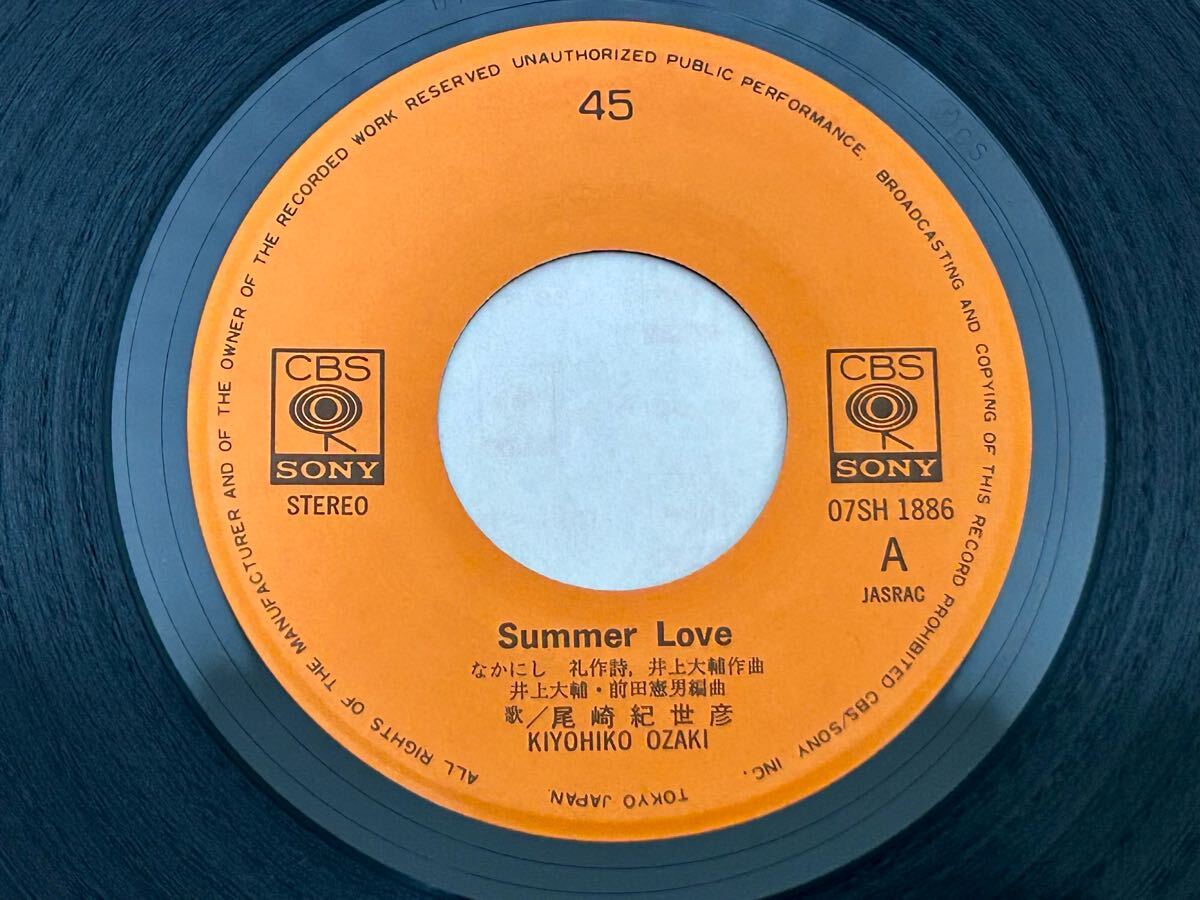 ALL RIGHTS OF THE MANUFACTURER AND OF THE OWNER OF THE RECORDED WORK RESERVED UNAUTHORIZED PUBLIC PERFORMANCE. BROADCASTING AND COPYING OF THIS RECORD PROHIBITED CBS/SONY INC. TOKYO JAPAN.
45
CBS
SONY
STEREO
CBS
SONY
07SH 1886
A
JASRAC
Summer Love
なかにし 礼作詩, 井上大輔作曲
井上大輔・前田憲男編曲
歌／尾崎紀世彦
KIYOHIKO OZAKI